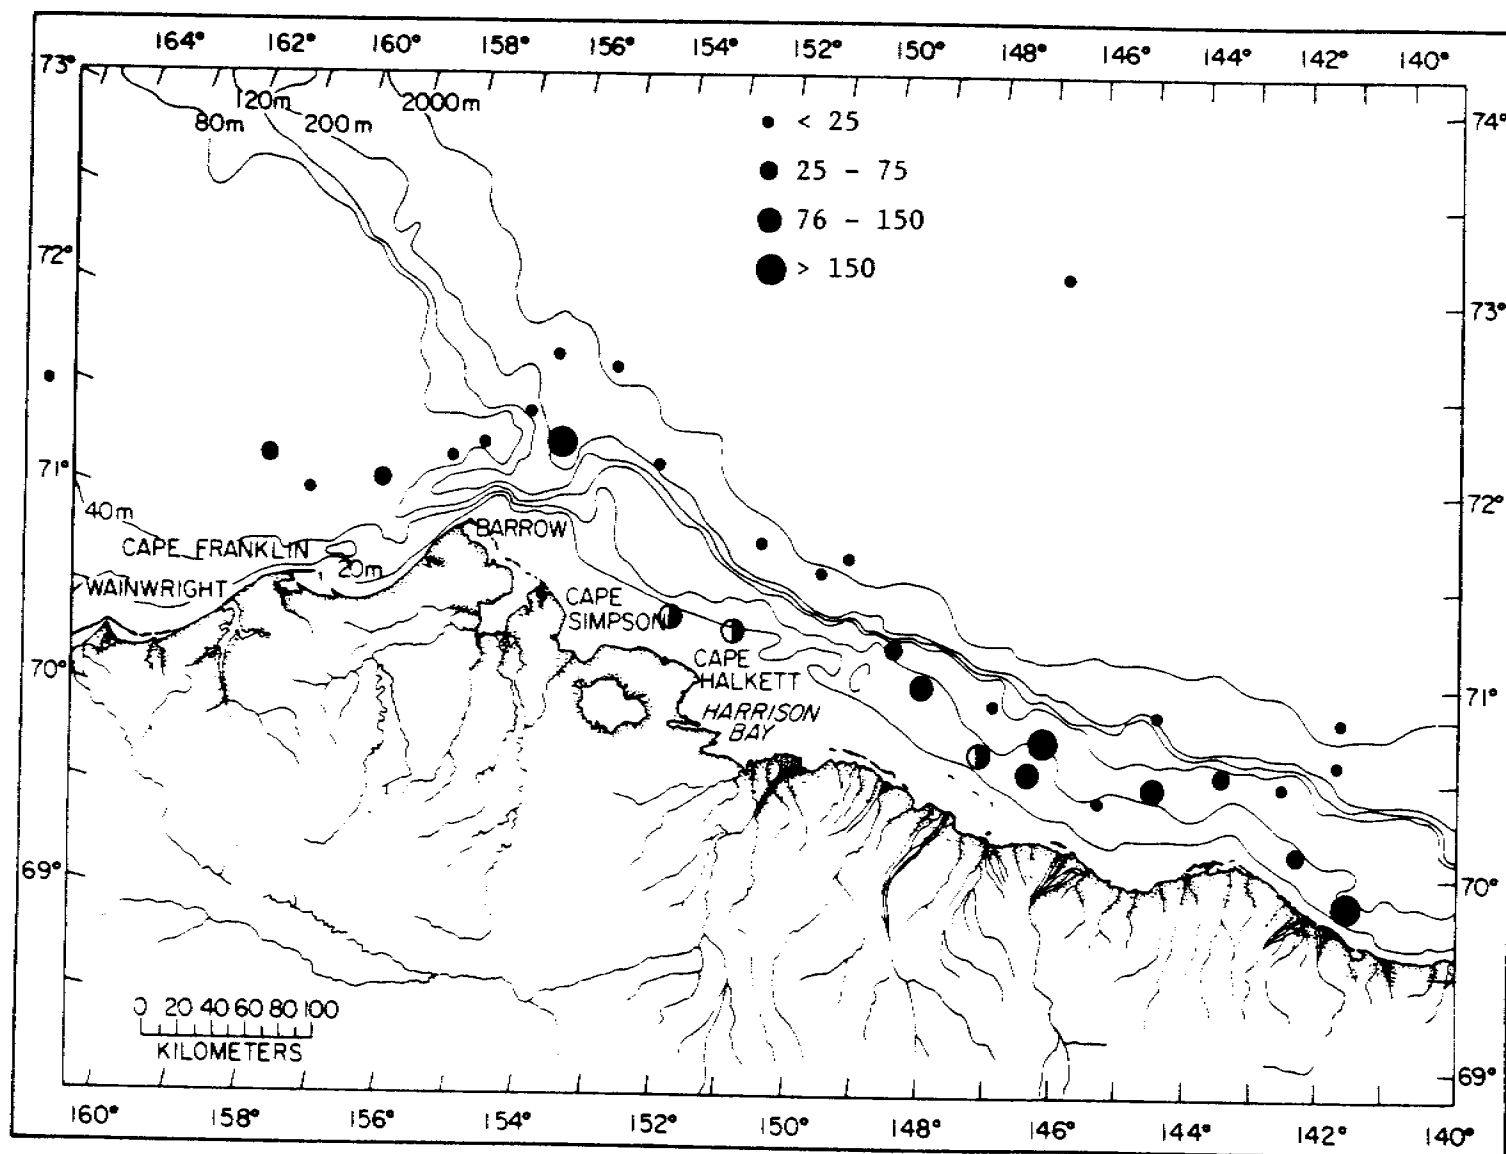 164° 162° 160° 158° 156° 154° 152° 150° 148° 146° 144° 142° 140°
73°
120m
2000m
80m
200m
< 25
74°
25 – 75
76 – 150
72°
> 150
73°
71°
72°
40m
BARROW
CAPE FRANKLIN
20m
WAINWRIGHT
CAPE
SIMPSON
70°
CAPE
HALKETT
71°
HARRISON
BAY
69°
70°
0 20 40 60 80 100
KILOMETERS
69°
160° 158° 156° 154° 152° 150° 148° 146° 144° 142° 140°